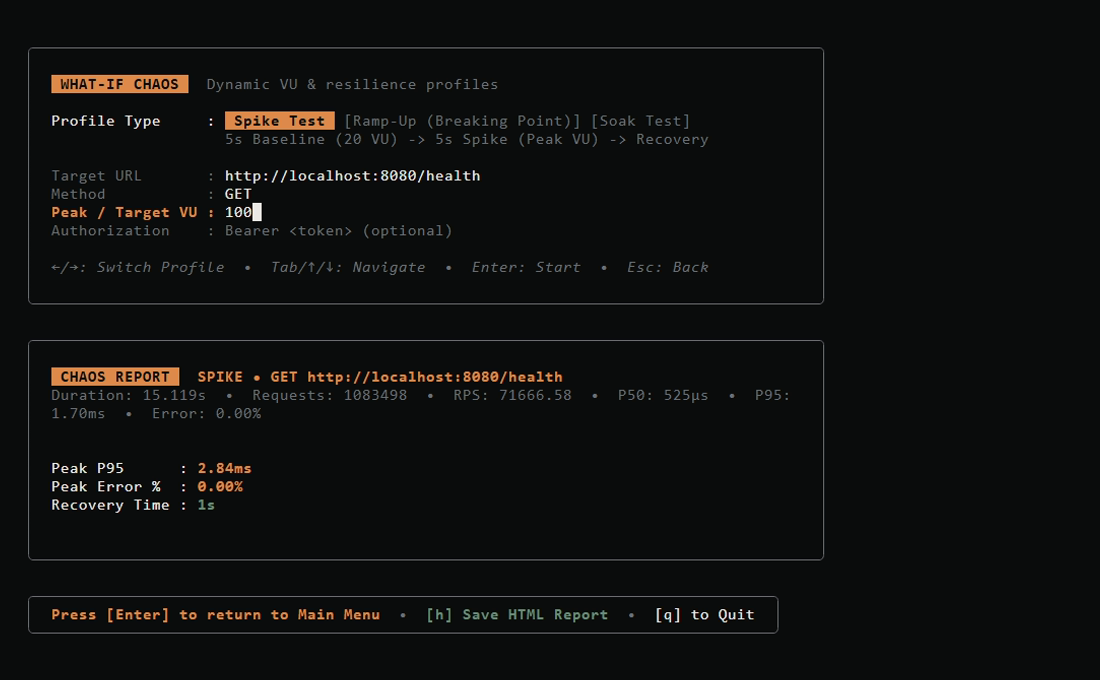 WHAT-IF CHAOS Dynamic VU & resilience profiles
Profile Type : Spike Test [Ramp-Up (Breaking Point)] [Soak Test]
5s Baseline (20 VU) -> 5s Spike (Peak VU) -> Recovery
Target URL : http://localhost:8080/health
Method : GET
Peak / Target VU : 100
Authorization : Bearer <token> (optional)
←/→: Switch Profile • Tab/↑/↓: Navigate • Enter: Start • Esc: Back
CHAOS REPORT SPIKE • GET http://localhost:8080/health
Duration: 15.119s • Requests: 1083498 • RPS: 71666.58 • P50: 525µs • P95:
1.70ms • Error: 0.00%
Peak P95 : 2.84ms
Peak Error % : 0.00%
Recovery Time : 1s
Press [Enter] to return to Main Menu • [h] Save HTML Report • [q] to Quit